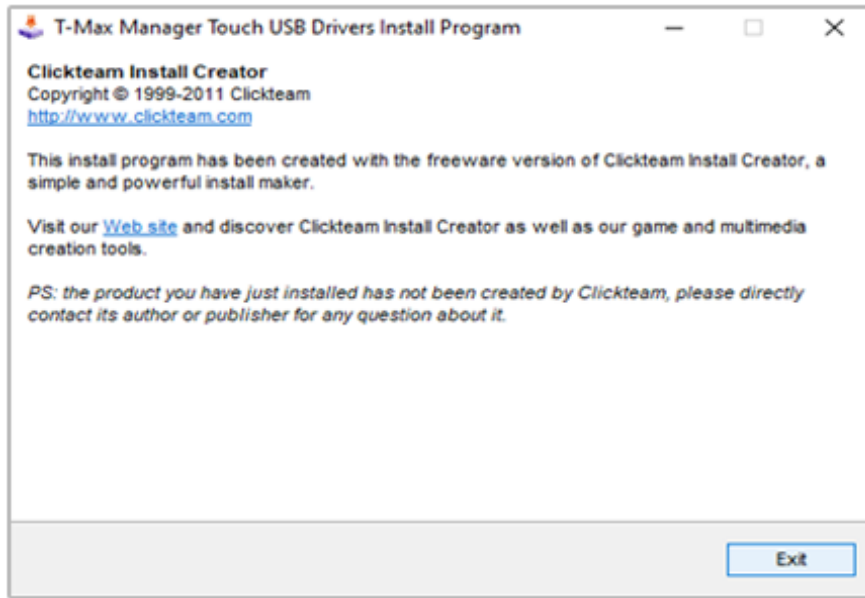 T-Max Manager Touch USB Drivers Install Program
Clickteam Install Creator
Copyright © 1999-2011 Clickteam
http://www.clickteam.com
This install program has been created with the freeware version of Clickteam Install Creator, a
simple and powerful install maker.
Visit our Web site and discover Clickteam Install Creator as well as our game and multimedia
creation tools.
PS: the product you have just installed has not been created by Clickteam, please directly
contact its author or publisher for any question about it.
Exit